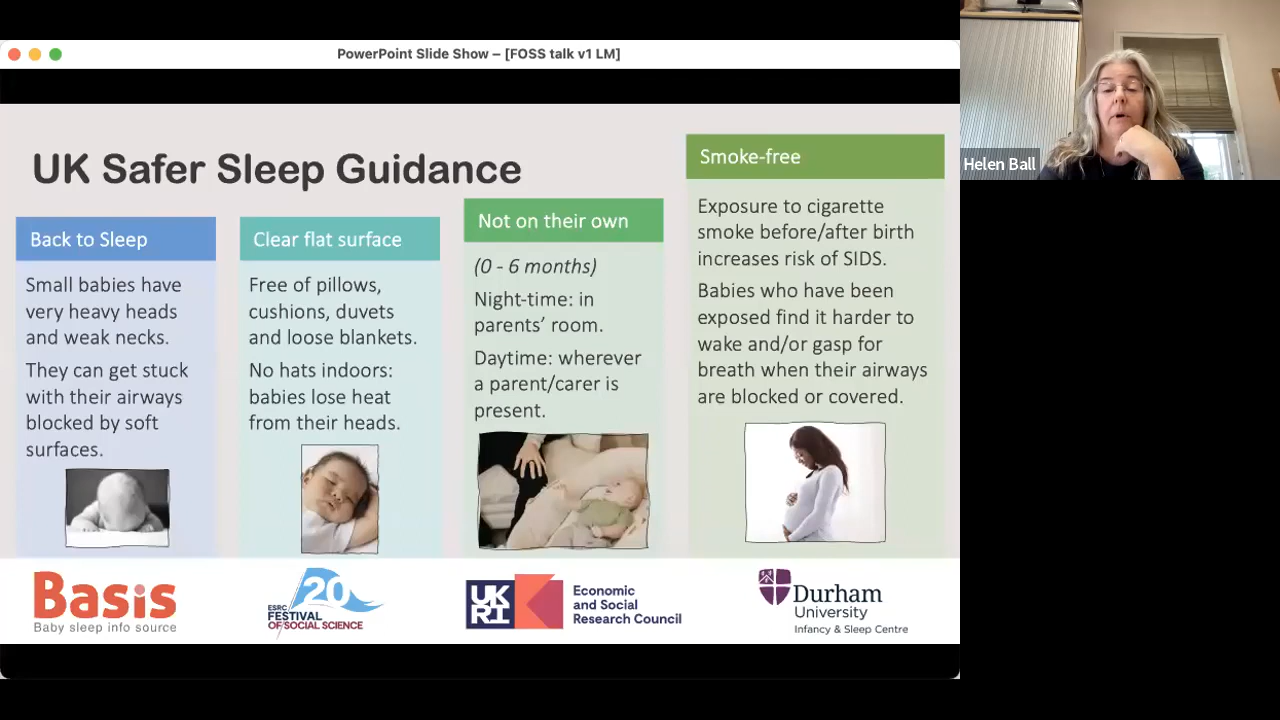 PowerPoint Slide Show – [FOSS talk v1 LM]
UK Safer Sleep Guidance
Back to Sleep
Small babies have
very heavy heads
and weak necks.
They can get stuck
with their airways
blocked by soft
surfaces.
Clear flat surface
Free of pillows,
cushions, duvets
and loose blankets.
No hats indoors:
babies lose heat
from their heads.
Not on their own
(0 - 6 months)
Night-time: in
parents’ room.
Daytime: wherever
a parent/carer is
present.
Smoke-free
Exposure to cigarette
smoke before/after birth
increases risk of SIDS.
Babies who have been
exposed find it harder to
wake and/or gasp for
breath when their airways
are blocked or covered.
Basis
Baby sleep info source
20
ESRC
FESTIVAL
OF SOCIAL SCIENCE
UK
RI
Economic
and Social
Research Council
Durham
University
Infancy & Sleep Centre
Helen Ball